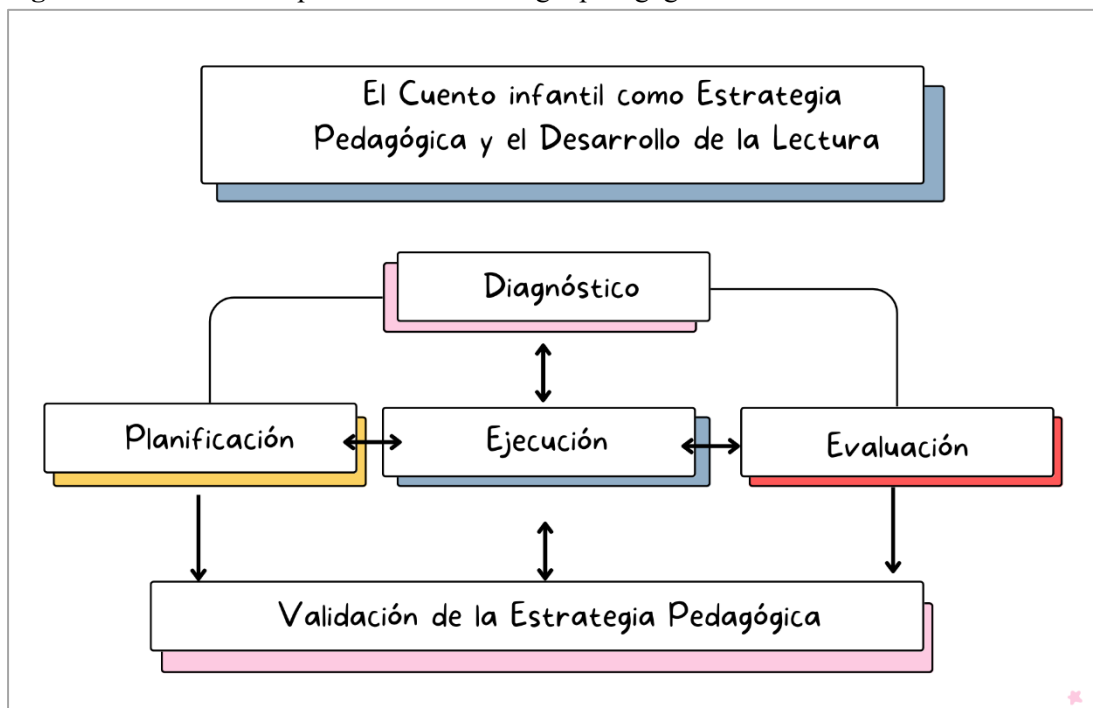 El Cuento infantil como Estrategia
Pedagógica y el Desarrollo de la Lectura
Diagnóstico
Planificación
Ejecución
Evaluación
Validación de la Estrategia Pedagógica